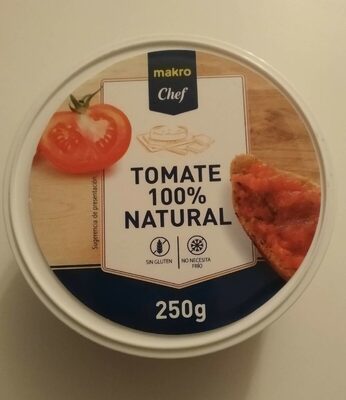 makro
Chef
TOMATE
100%
NATURAL
SIN GLUTEN
NO NECESITA
FRÍO
250g
Sugerencia de presentación